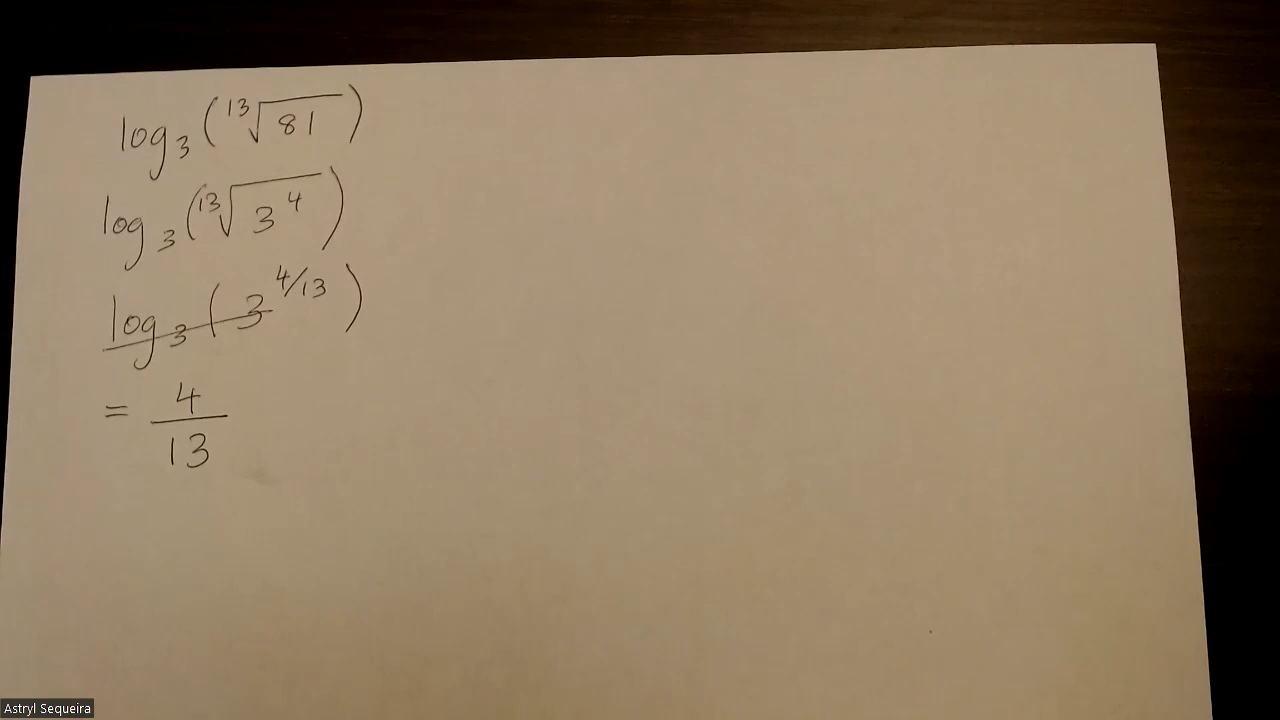 log₃(¹³√81)
log₃(¹³√3⁴)
log₃(3^4/13)
= 4/13
Astryl Sequeira